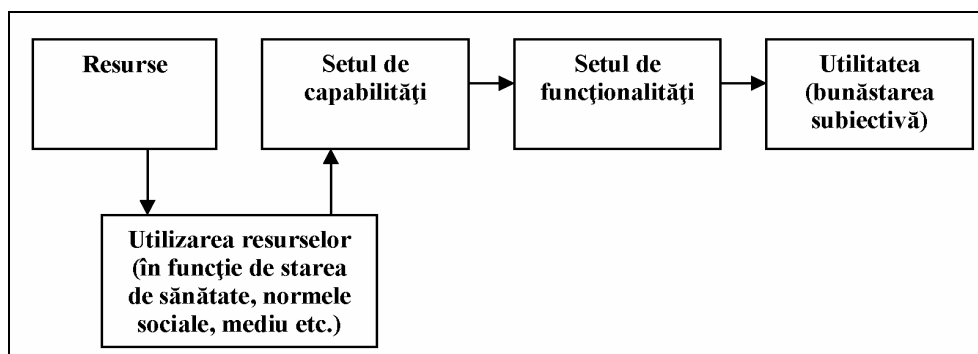 Resurse
Setul de
capabilităţi
Setul de
funcţionalităţi
Utilitatea
(bunăstarea
subiectivă)
Utilizarea resurselor
(în funcţie de starea
de sănătate, normele
sociale, mediu etc.)